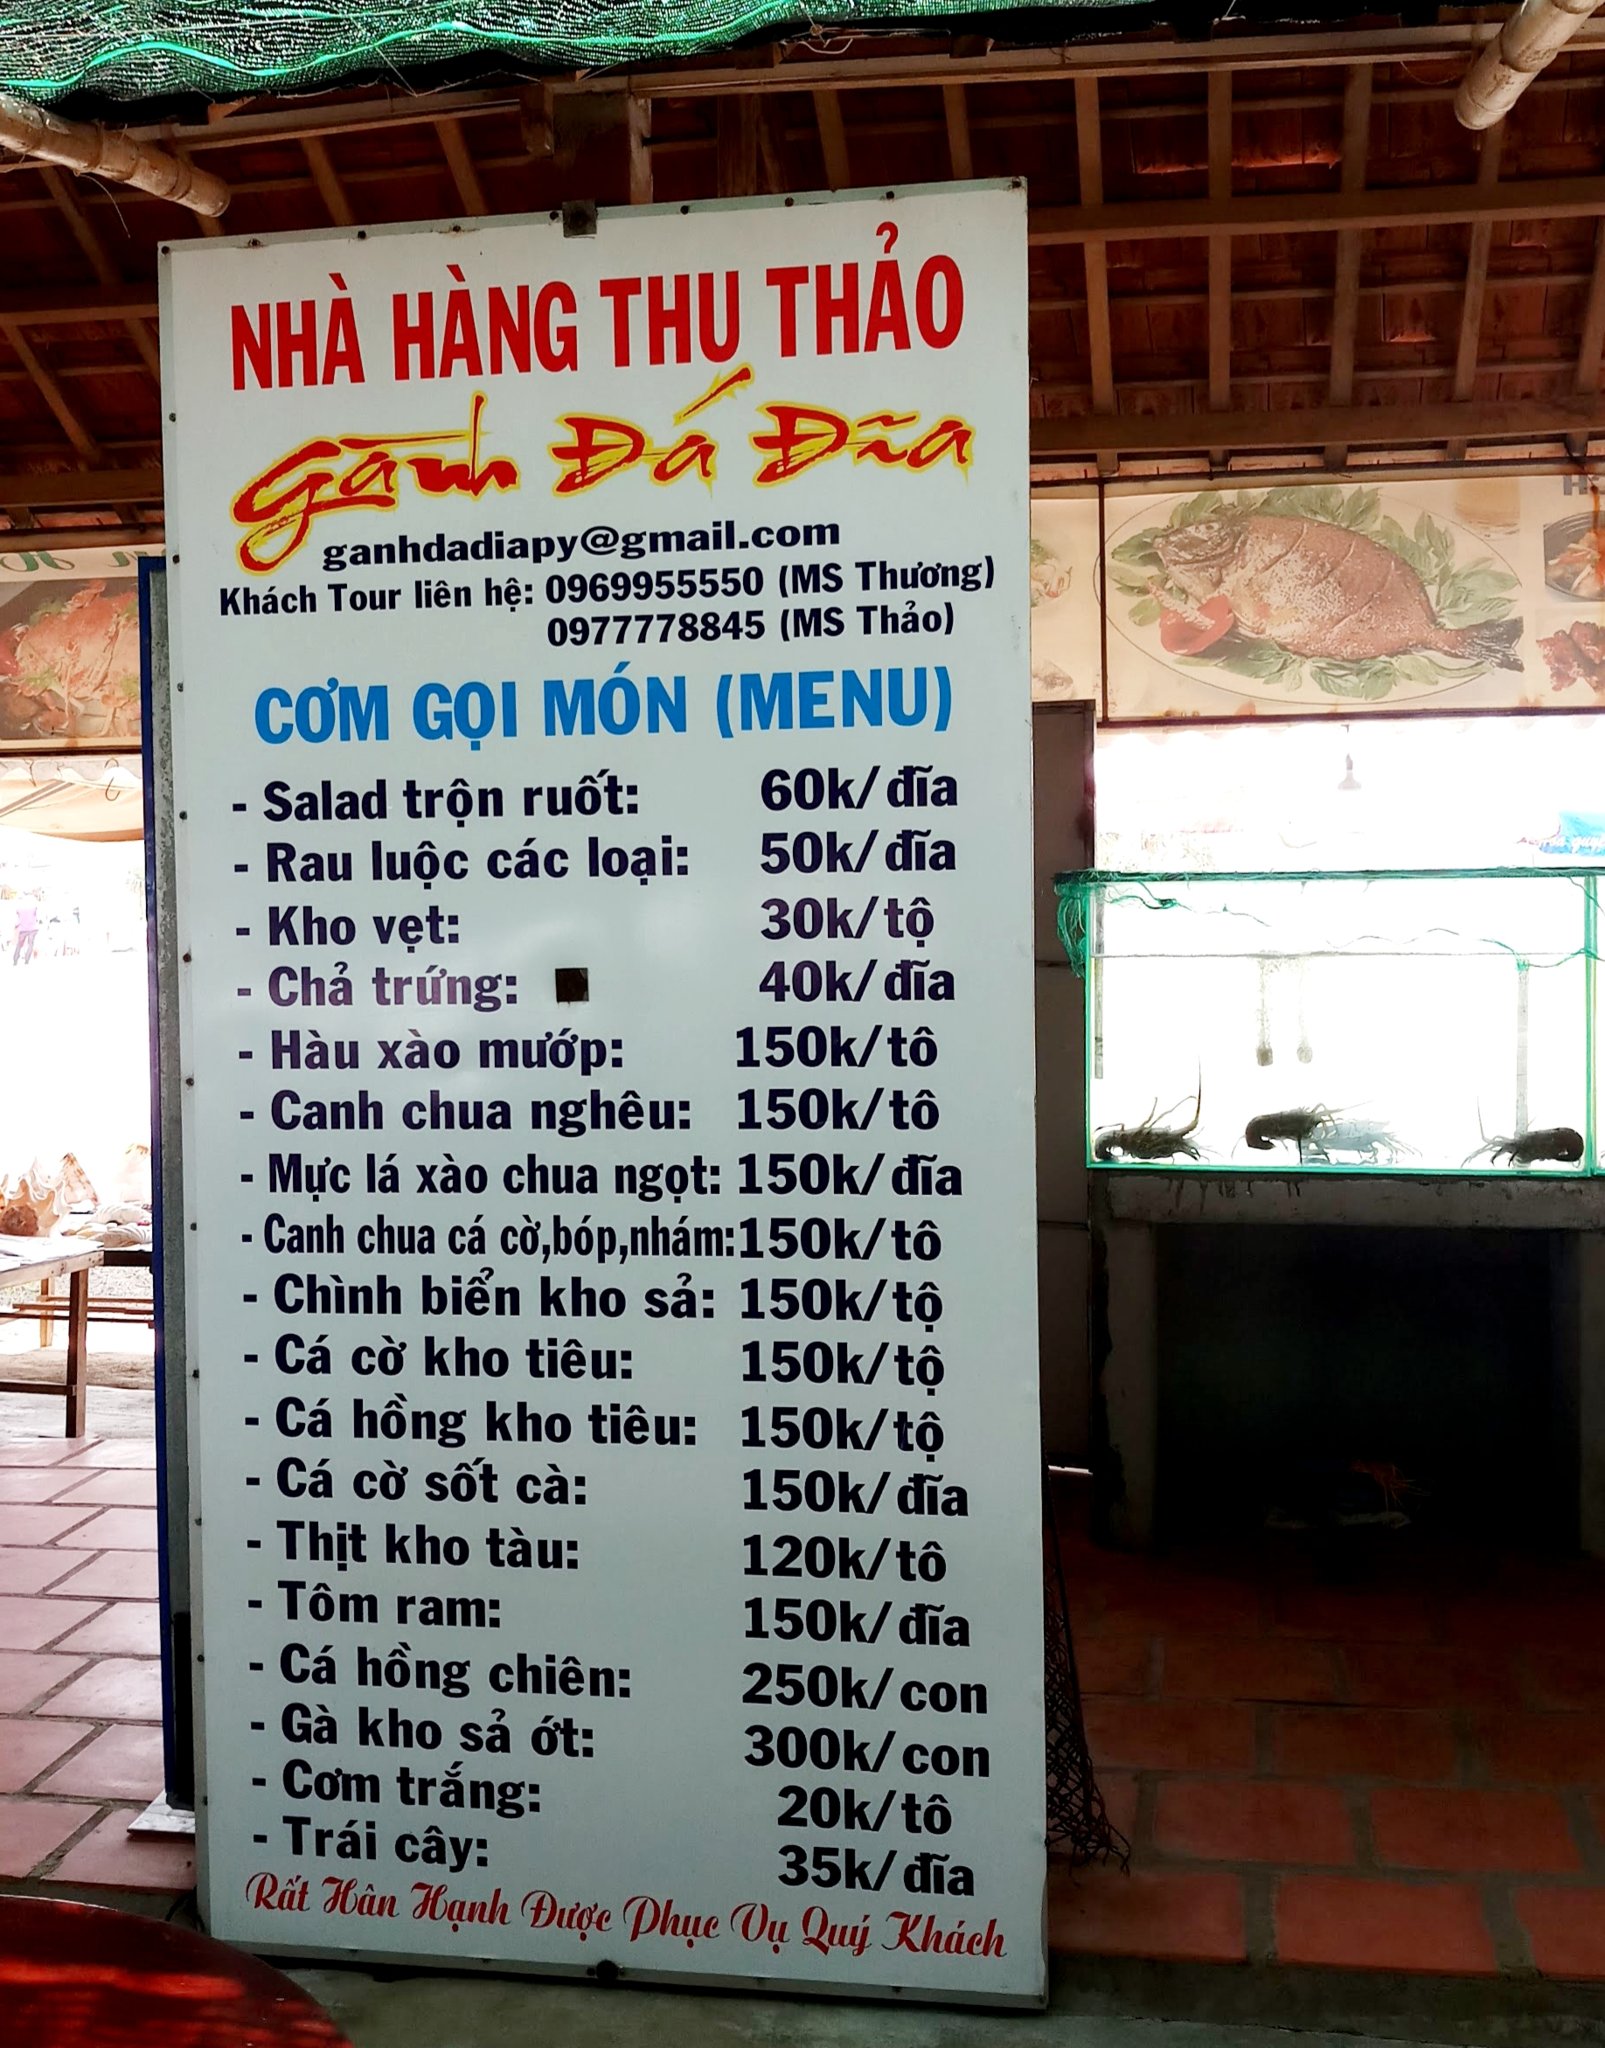 NHÀ HÀNG THU THẢO
Gành Đá Đĩa
ganhdadiapy@gmail.com
Khách Tour liên hệ: 0969955550 (MS Thương)
0977778845 (MS Thảo)
CƠM GỌI MÓN (MENU)
- Salad trộn ruốt: 60k/đĩa
- Rau luộc các loại: 50k/đĩa
- Kho vẹt: 30k/tộ
- Chả trứng: 40k/đĩa
- Hàu xào mướp: 150k/tô
- Canh chua nghêu: 150k/tô
- Mực lá xào chua ngọt: 150k/đĩa
- Canh chua cá cờ,bóp,nhám: 150k/tô
- Chình biển kho sả: 150k/tộ
- Cá cờ kho tiêu: 150k/tộ
- Cá hồng kho tiêu: 150k/tộ
- Cá cờ sốt cà: 150k/đĩa
- Thịt kho tàu: 120k/tô
- Tôm ram: 150k/đĩa
- Cá hồng chiên: 250k/con
- Gà kho sả ớt: 300k/con
- Cơm trắng: 20k/tô
- Trái cây: 35k/đĩa
Rất Hân Hạnh Được Phục Vụ Quý Khách